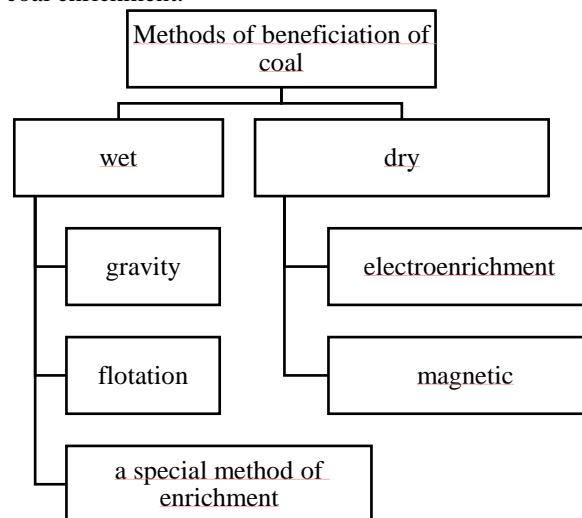 coal enrichment.
Methods of beneficiation of
coal
wet
dry
gravity
electroenrichment
flotation
magnetic
a special method of
enrichment